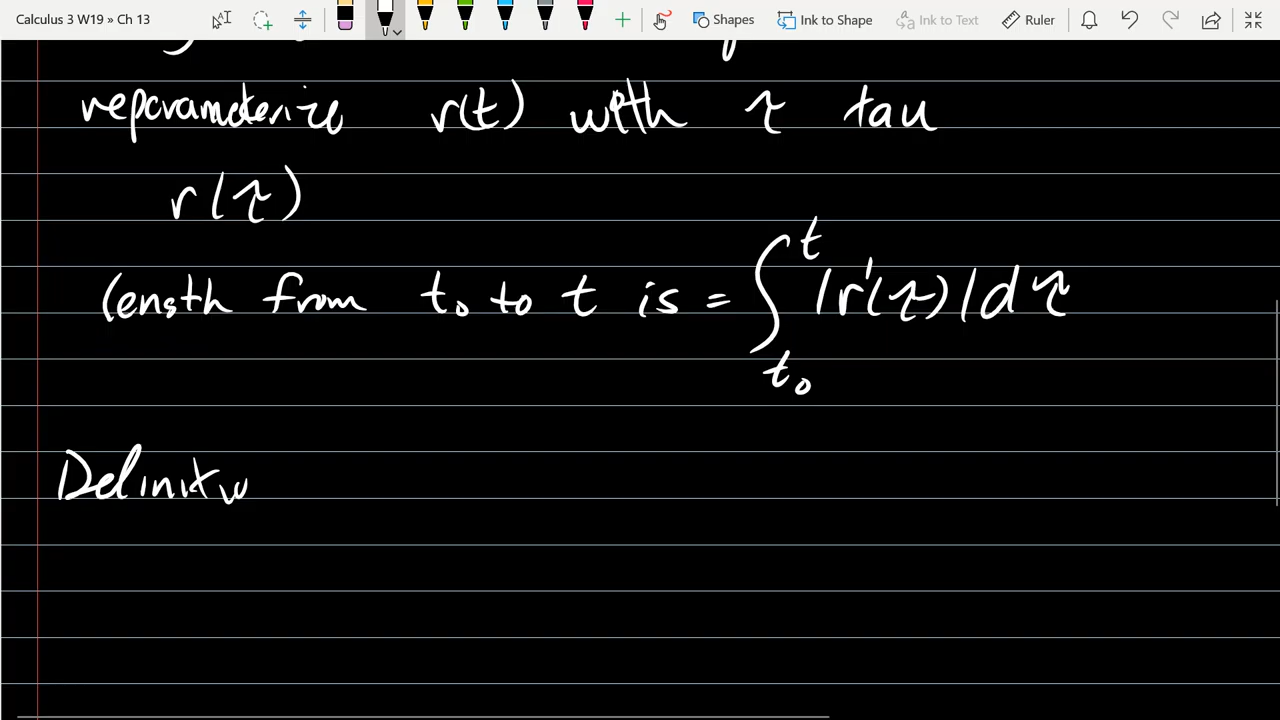 Calculus 3 W19 » Ch 13
Shapes
Ink to Shape
Ink to Text
Ruler
reparameterize r(t) with τ tau
r(τ)
length from t₀ to t is = ∫_{t₀}^{t} |r'(τ)| dτ
Definitio